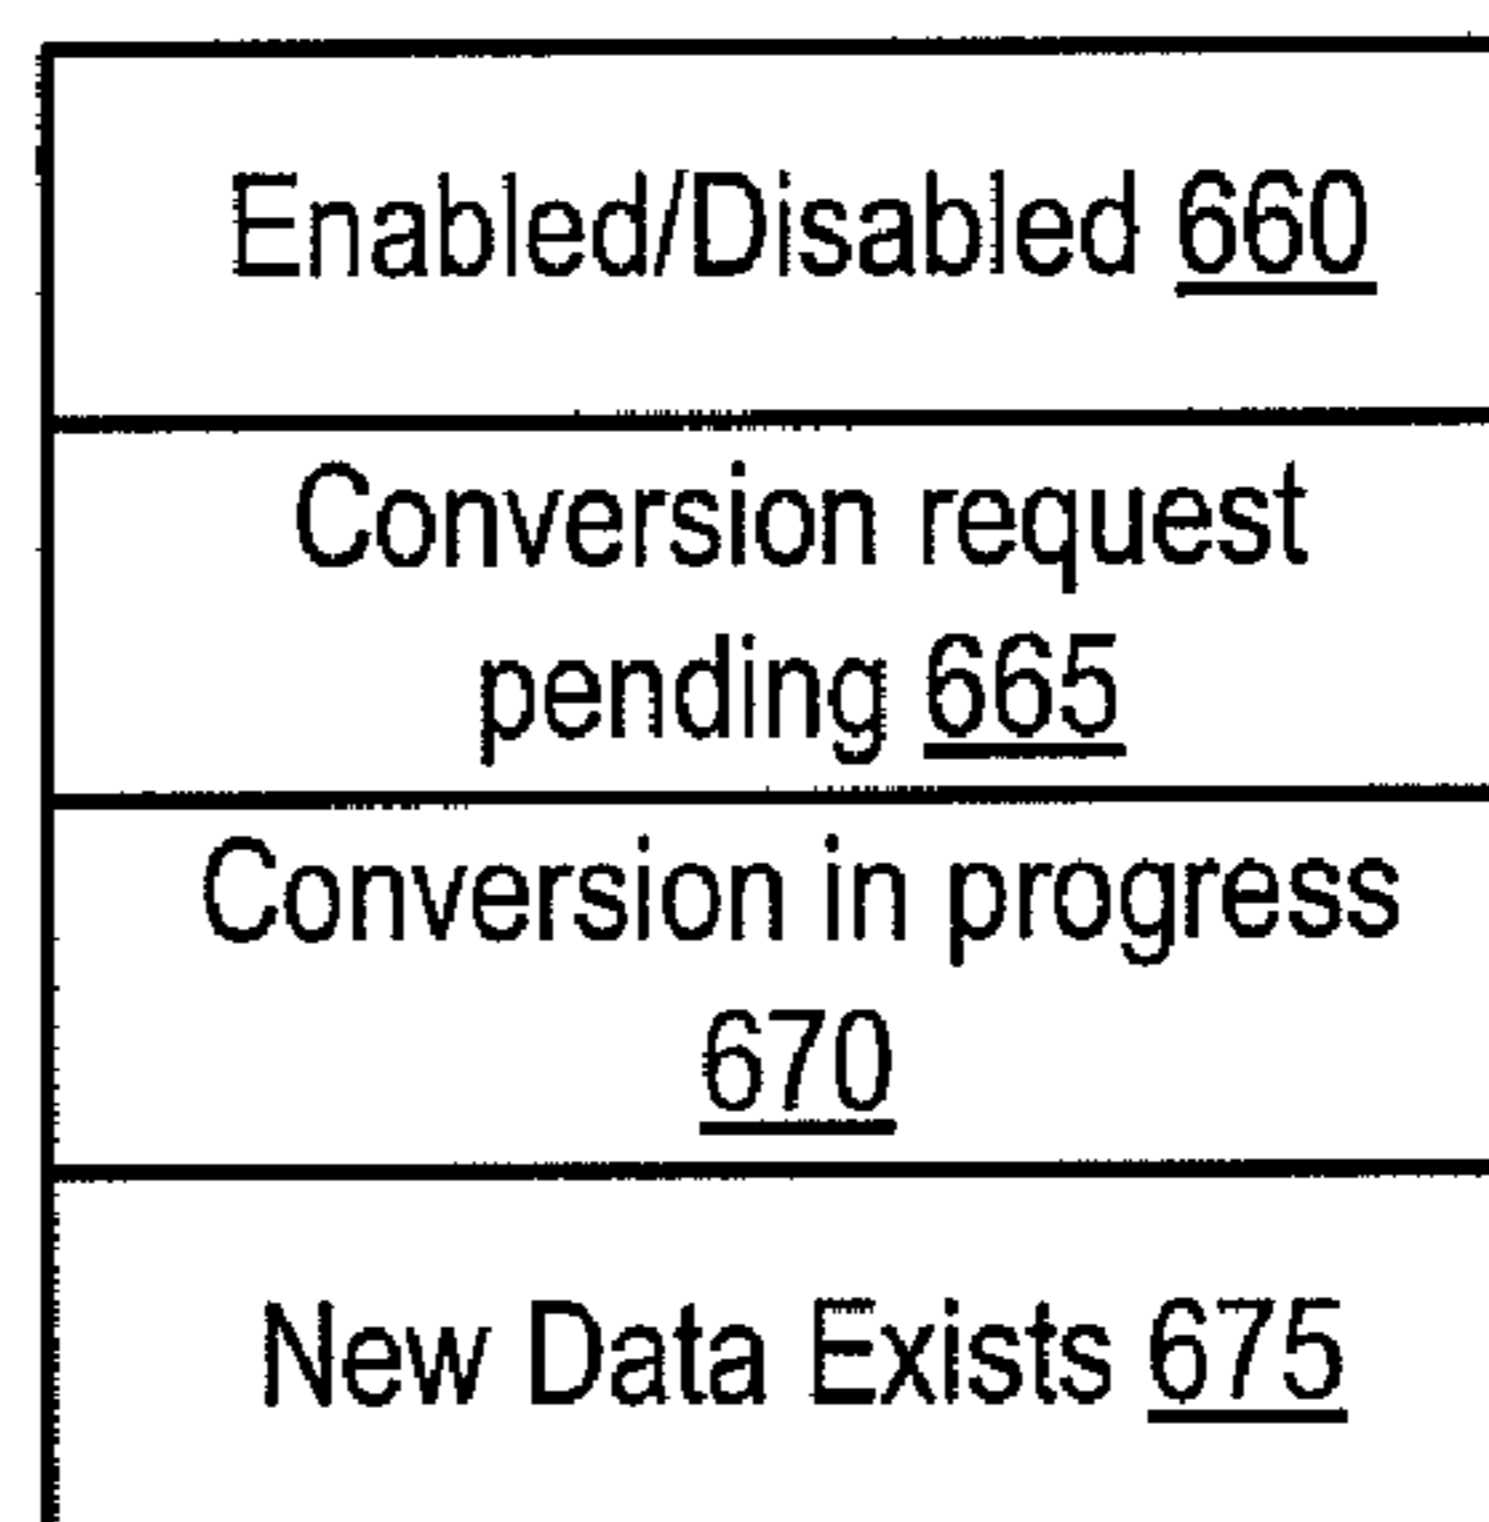 Enabled/Disabled 660
Conversion request
pending 665
Conversion in progress
670
New Data Exists 675